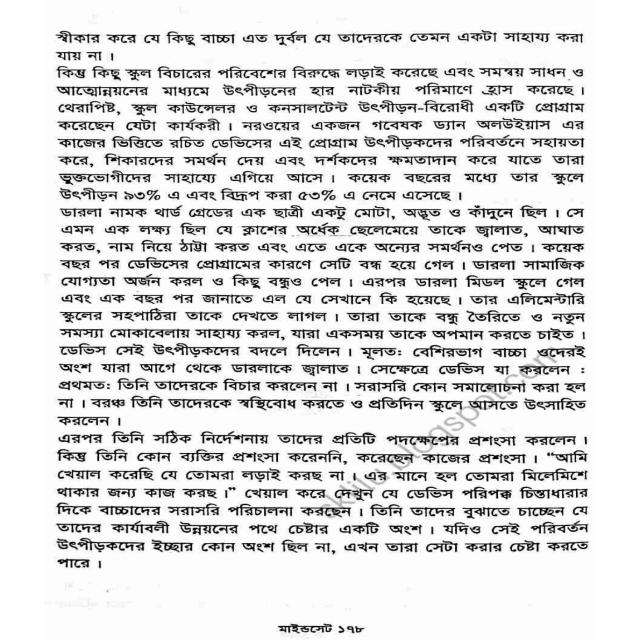 স্বীকার করে যে কিছু বাচ্চা এত দুর্বল যে তাদেরকে তেমন একটা সাহায্য করা
যায় না।
কিন্তু কিছু স্কুল বিচারের পরিবেশের বিরুদ্ধে লড়াই করেছে এবং সমন্বয় সাধন ও
আত্মোন্নয়নের মাধ্যমে উৎপীড়নের হার নাটকীয় পরিমাণে হ্রাস করেছে।
থেরাপিষ্ট, স্কুল কাউন্সেলর ও কনসালটেন্ট উৎপীড়ন-বিরোধী একটি প্রোগ্রাম
করেছেন যেটা কার্যকরী। নরওয়ের একজন গবেষক ড্যান অলউইয়াস এর
কাজের ভিত্তিতে রচিত ডেভিসের এই প্রোগ্রাম উৎপীড়কদের পরিবর্তনে সহায়তা
করে, শিকারদের সমর্থন দেয় এবং দর্শকদের ক্ষমতাদান করে যাতে তারা
ভুক্তভোগীদের সাহায্যে এগিয়ে আসে। কয়েক বছরের মধ্যে তার স্কুলে
উৎপীড়ন ৯৩% এ এবং বিদ্রূপ করা ৫৩% এ নেমে এসেছে।
ডারলা নামক থার্ড গ্রেডের এক ছাত্রী একটু মোটা, অদ্ভূত ও কাঁদুনে ছিল। সে
এমন এক লক্ষ্য ছিল যে ক্লাশের অর্ধেক ছেলেমেয়ে তাকে জ্বালাত, আঘাত
করত, নাম নিয়ে ঠাট্টা করত এবং এতে একে অন্যের সমর্থনও পেত। কয়েক
বছর পর ডেভিসের প্রোগ্রামের কারণে সেটি বন্ধ হয়ে গেল। ডারলা সামাজিক
যোগ্যতা অর্জন করল ও কিছু বন্ধুও পেল। এরপর ডারলা মিডল স্কুলে গেল
এবং এক বছর পর জানাতে এল যে সেখানে কি হয়েছে। তার এলিমেন্টারি
স্কুলের সহপাঠিরা তাকে দেখতে লাগল। তারা তাকে বন্ধু তৈরিতে ও নতুন
সমস্যা মোকাবেলায় সাহায্য করল, যারা একসময় তাকে অপমান করতে চাইত।
ডেভিস সেই উৎপীড়কদের বদলে দিলেন। মূলত: বেশিরভাগ বাচ্চা ওদেরই
অংশ যারা আগে থেকে ডারলাকে জ্বালাত। সেক্ষেত্রে ডেভিস যা করলেন :
প্রথমত: তিনি তাদেরকে বিচার করলেন না। সরাসরি কোন সমালোচনা করা হল
না। বরঞ্চ তিনি তাদেরকে স্বস্থিবোধ করতে ও প্রতিদিন স্কুলে আসতে উৎসাহিত
করলেন।
এরপর তিনি সঠিক নির্দেশনায় তাদের প্রতিটি পদক্ষেপের প্রশংসা করলেন।
কিন্তু তিনি কোন ব্যক্তির প্রশংসা করেননি, করেছেন কাজের প্রশংসা। “আমি
খেয়াল করেছি যে তোমরা লড়াই করছ না। এর মানে হল তোমরা মিলেমিশে
থাকার জন্য কাজ করছ।” খেয়াল করে দেখুন যে ডেভিস পরিপক্ক চিন্তাধারার
দিকে বাচ্চাদের সরাসরি পরিচালনা করছেন। তিনি তাদের বুঝাতে চাচ্ছেন যে
তাদের কার্যাবলী উন্নয়নের পথে চেষ্টার একটি অংশ। যদিও সেই পরিবর্তন
উৎপীড়কদের ইচ্ছার কোন অংশ ছিল না, এখন তারা সেটা করার চেষ্টা করতে
পারে।
মাইন্ডসেট ১৭৮